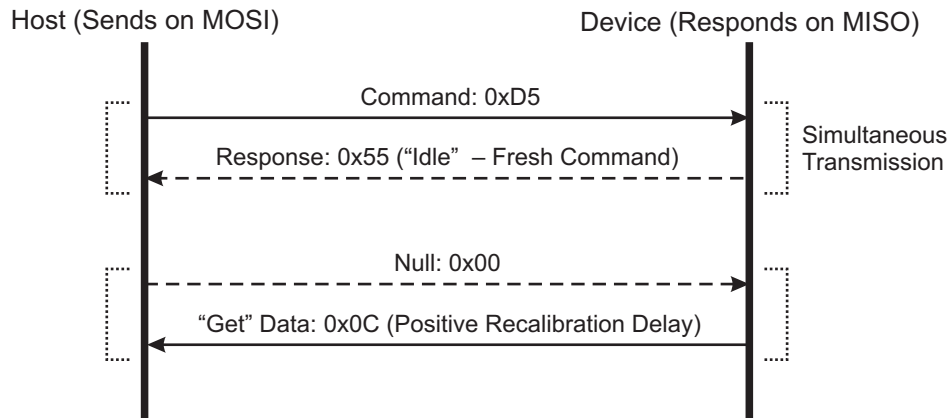 Host (Sends on MOSI)
Device (Responds on MISO)
Command: 0xD5
Response: 0x55 (“Idle” – Fresh Command)
Simultaneous
Transmission
Null: 0x00
“Get” Data: 0x0C (Positive Recalibration Delay)